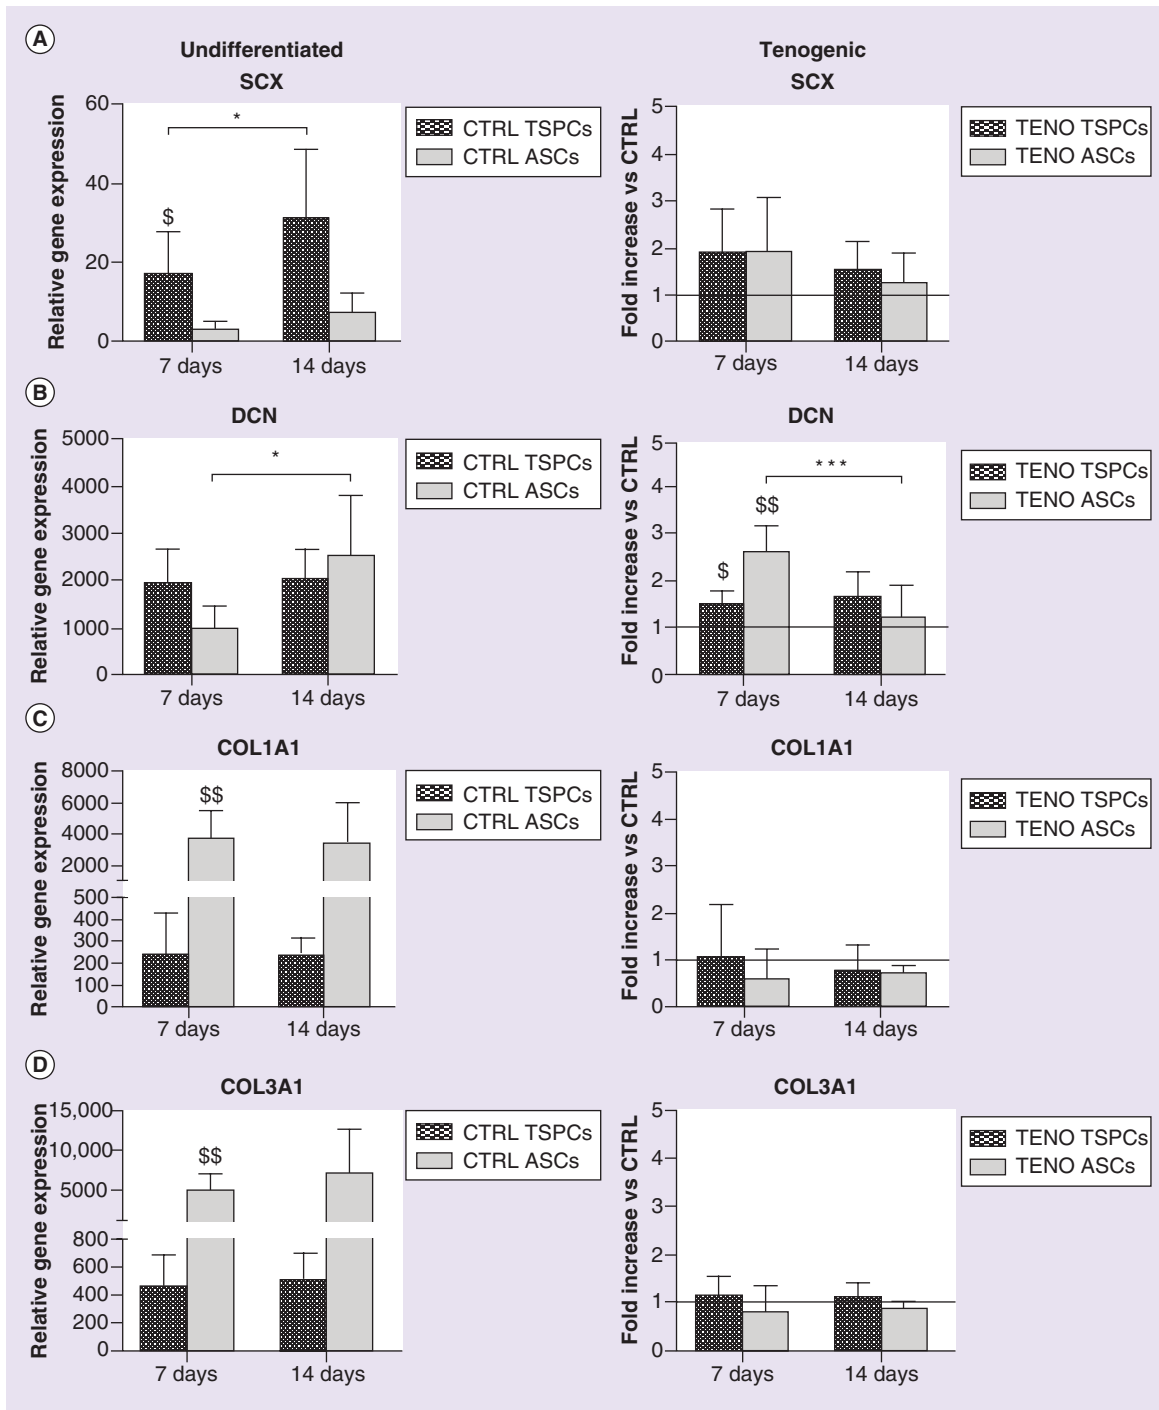 A
Undifferentiated
SCX
Relative gene expression
60
40
20
0
*
$
7 days
14 days
CTRL TSPCs
CTRL ASCs
Tenogenic
SCX
Fold increase vs CTRL
5
4
3
2
1
0
7 days
14 days
TENO TSPCs
TENO ASCs
B
DCN
Relative gene expression
5000
4000
3000
2000
1000
0
*
7 days
14 days
CTRL TSPCs
CTRL ASCs
DCN
Fold increase vs CTRL
5
4
3
2
1
0
***
$
$$
7 days
14 days
TENO TSPCs
TENO ASCs
C
COL1A1
Relative gene expression
8000
6000
4000
2000
500
400
300
200
100
0
$$
7 days
14 days
CTRL TSPCs
CTRL ASCs
COL1A1
Fold increase vs CTRL
5
4
3
2
1
0
7 days
14 days
TENO TSPCs
TENO ASCs
D
COL3A1
Relative gene expression
15,000
10,000
5000
800
600
400
200
0
$$
7 days
14 days
CTRL TSPCs
CTRL ASCs
COL3A1
Fold increase vs CTRL
5
4
3
2
1
0
7 days
14 days
TENO TSPCs
TENO ASCs